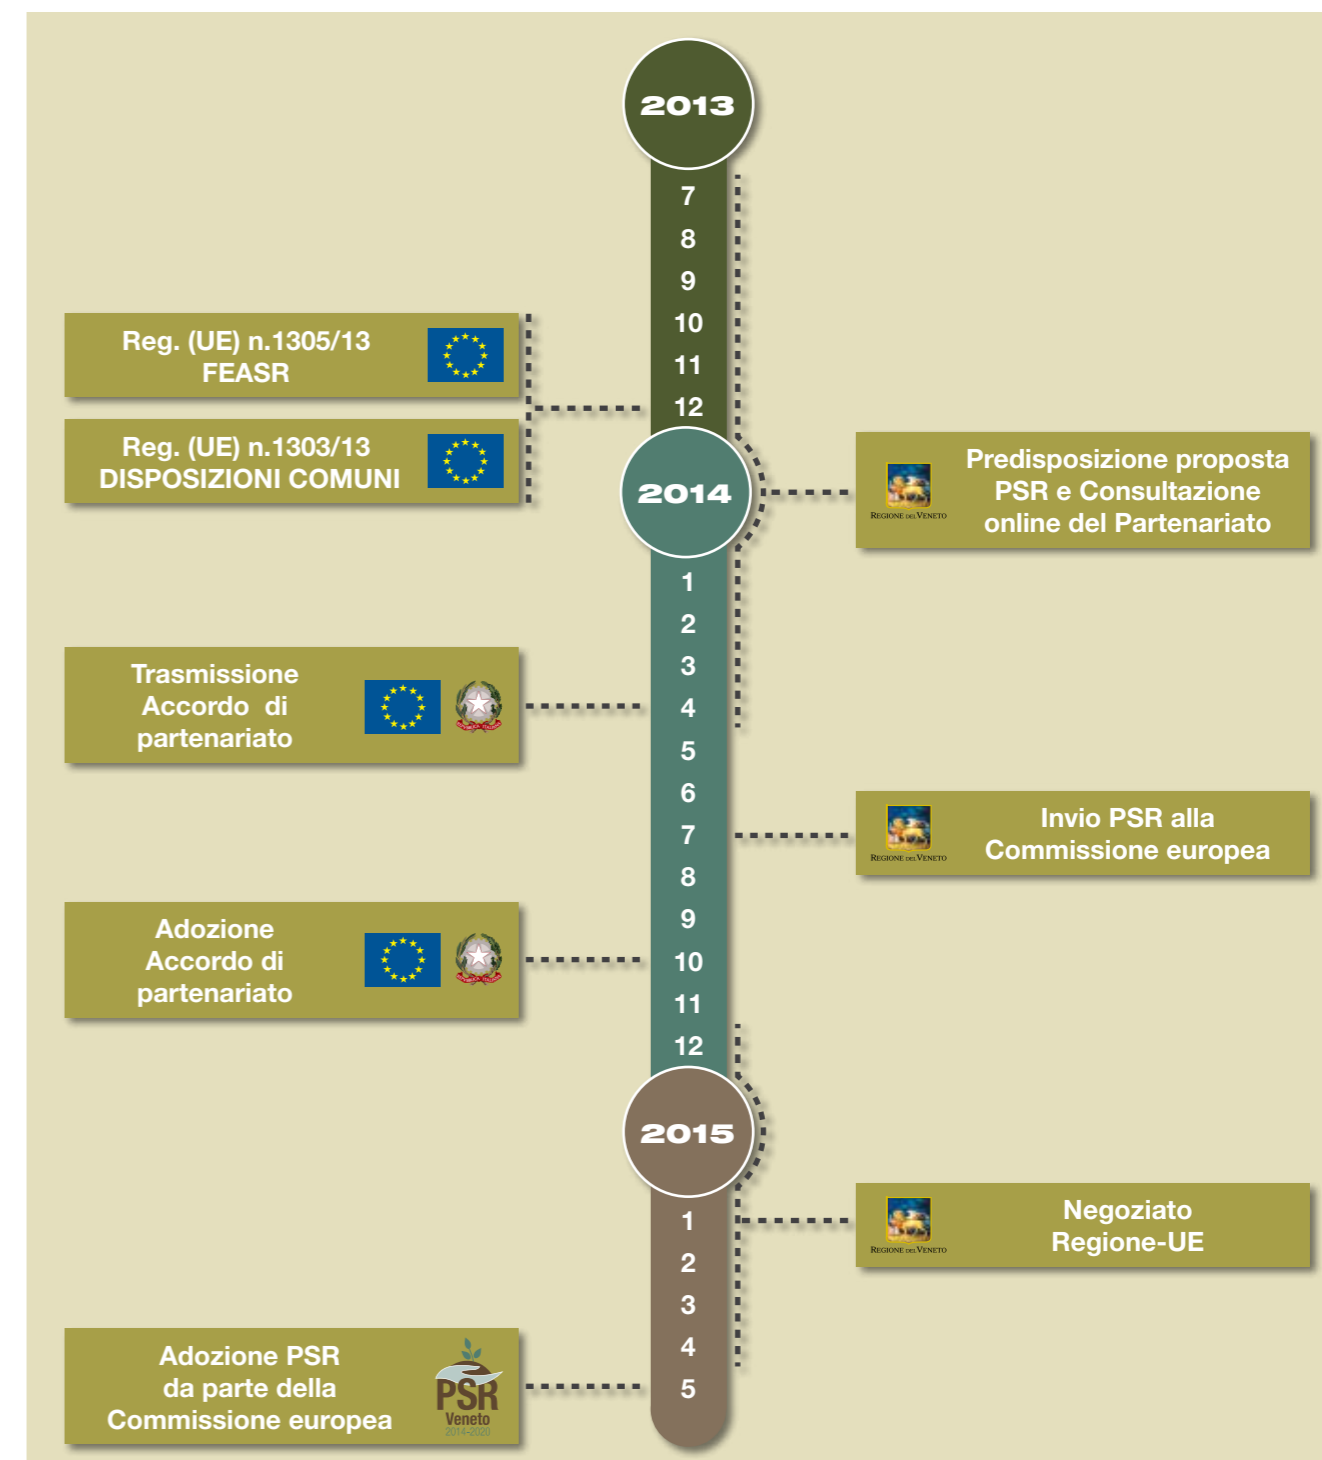 2013
7
8
9
10
11
12
Reg. (UE) n.1305/13
FEASR
Reg. (UE) n.1303/13
DISPOSIZIONI COMUNI
2014
REGIONE DEL VENETO
Predisposizione proposta
PSR e Consultazione
online del Partenariato
1
2
3
4
5
6
7
8
9
10
11
12
Trasmissione
Accordo di
partenariato
REGIONE DEL VENETO
Invio PSR alla
Commissione europea
Adozione
Accordo di
partenariato
2015
1
2
3
4
5
REGIONE DEL VENETO
Negoziato
Regione-UE
Adozione PSR
da parte della
Commissione europea
PSR
Veneto
2014-2020